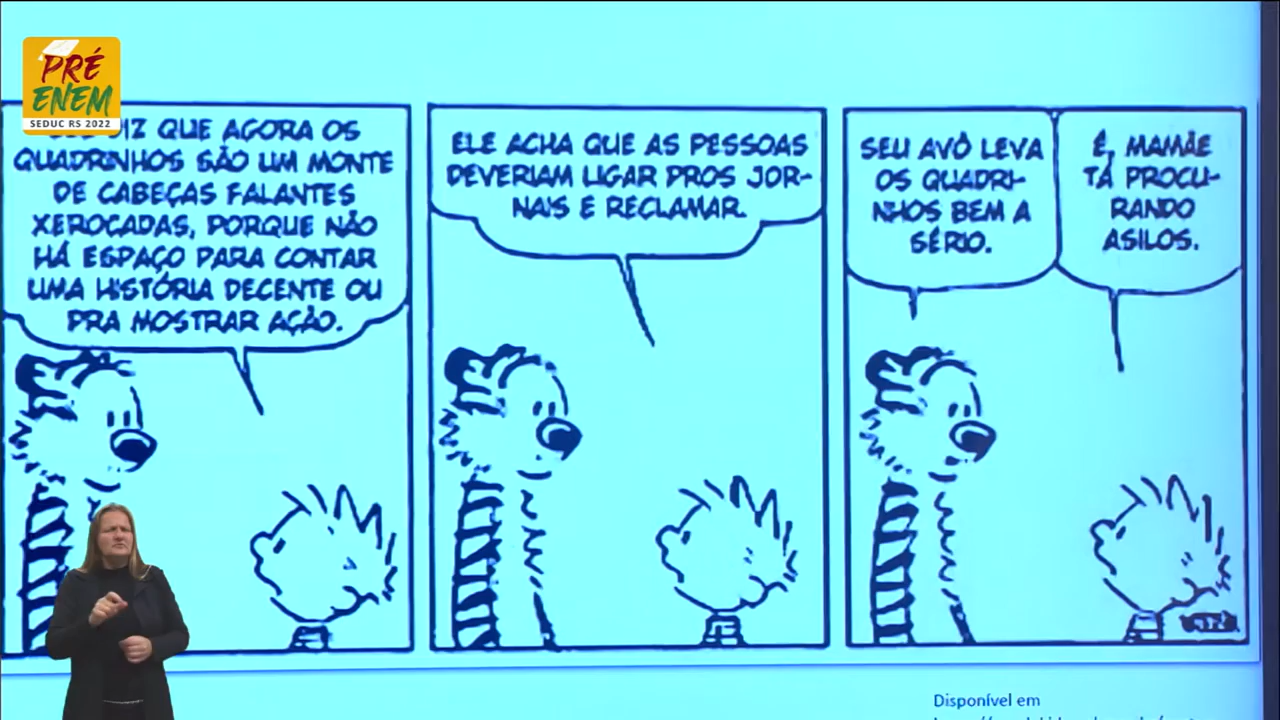 PRÉ
ENEM
SEDUC RS 2022
DIZ QUE AGORA OS
QUADRINHOS SÃO UM MONTE
DE CABEÇAS FALANTES
XEROCADAS, PORQUE NÃO
HÁ ESPAÇO PARA CONTAR
UMA HISTÓRIA DECENTE OU
PRA MOSTRAR AÇÃO.
ELE ACHA QUE AS PESSOAS
DEVERIAM LIGAR PROS JOR-
NAIS E RECLAMAR.
SEU AVÔ LEVA
OS QUADRI-
NHOS BEM A
SÉRIO.
É, MAMÃE
TÁ PROCU-
RANDO
ASILOS.
Disponível em